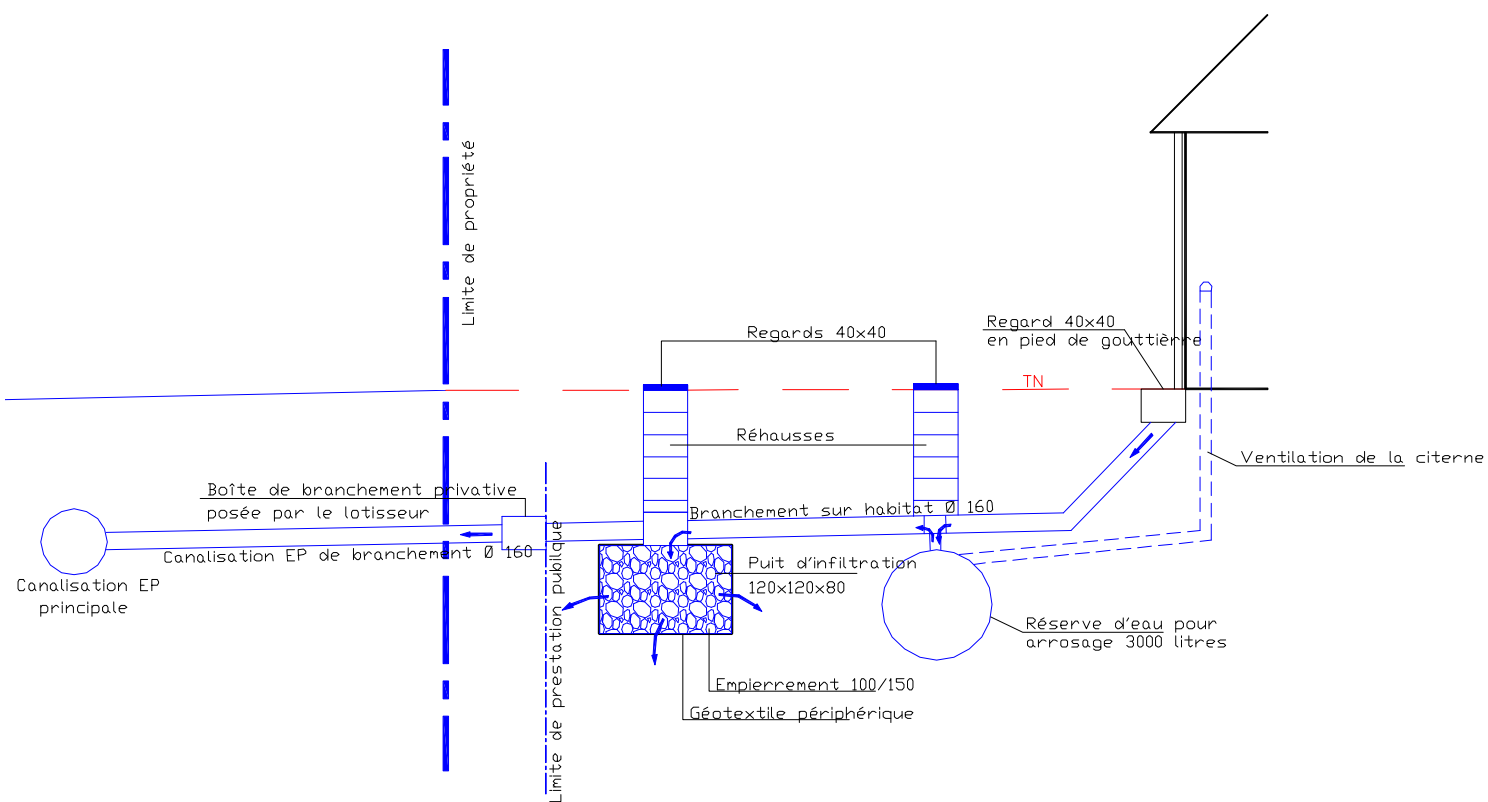 Limite de propriété
Regards 40x40
Regard 40x40
en pied de gouttièrre
TN
Réhausses
Ventilation de la citerne
Boîte de branchement privative
posée par le lotisseur
Branchement sur habitat Ø 160
Canalisation EP de branchement Ø 160
Canalisation EP
principale
Limite de prestation publique
Puit d'infiltration
120x120x80
Réserve d'eau pour
arrosage 3000 litres
Empierrement 100/150
Géotextile périphérique